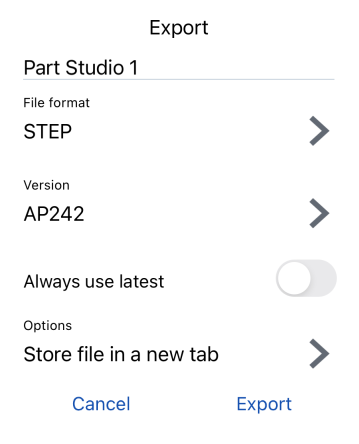 Export
Part Studio 1
File format
STEP
Version
AP242
Always use latest
Options
Store file in a new tab
Cancel Export